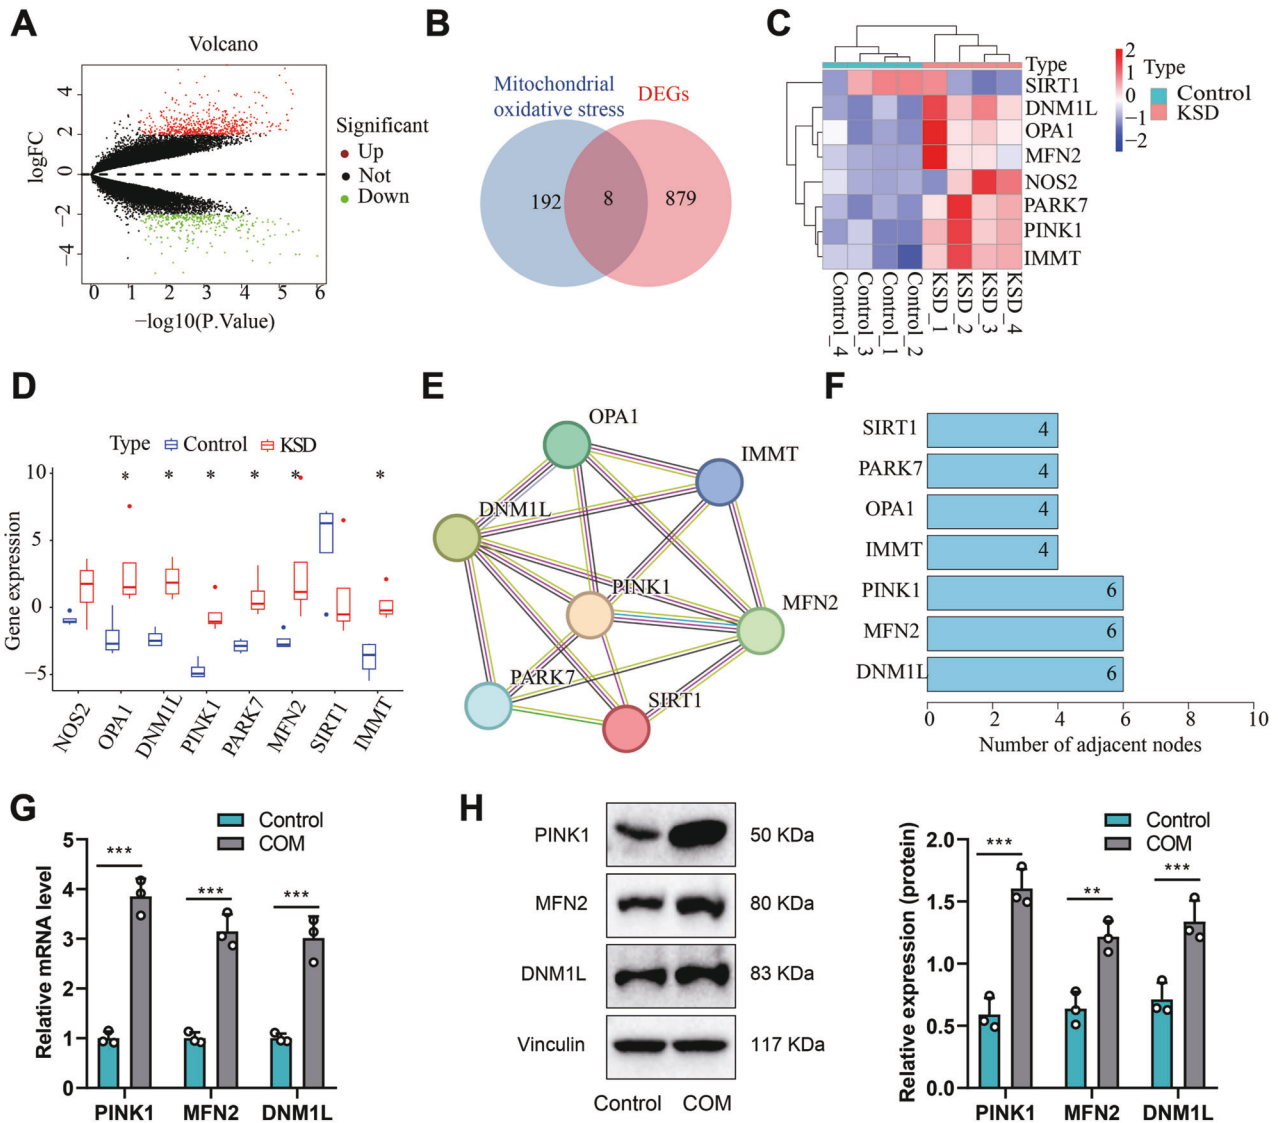 A
Volcano
4
2
0
−2
−4
logFC
0 1 2 3 4 5 6
−log10(P.Value)
Significant
Up
Not
Down
B
Mitochondrial
oxidative stress
DEGs
192
8
879
C
Type
SIRT1
DNM1L
OPA1
MFN2
NOS2
PARK7
PINK1
IMMT
Control_4
Control_3
Control_1
Control_2
KSD_1
KSD_2
KSD_3
KSD_4
2
1
0
−1
−2
Type
Control
KSD
D
Type Control KSD
10
5
0
−5
Gene expression
* * * * * *
NOS2
OPA1
DNM1L
PINK1
PARK7
MFN2
SIRT1
IMMT
E
OPA1
IMMT
DNM1L
PINK1
MFN2
PARK7
SIRT1
F
SIRT1 4
PARK7 4
OPA1 4
IMMT 4
PINK1 6
MFN2 6
DNM1L 6
0 2 4 6 8 10
Number of adjacent nodes
G
Control
COM
5
4
3
2
1
0
Relative mRNA level
*** *** ***
PINK1 MFN2 DNM1L
H
PINK1 50 KDa
MFN2 80 KDa
DNM1L 83 KDa
Vinculin 117 KDa
Control COM
Control
COM
2.0
1.5
1.0
0.5
0.0
Relative expression (protein)
*** ** ***
PINK1 MFN2 DNM1L